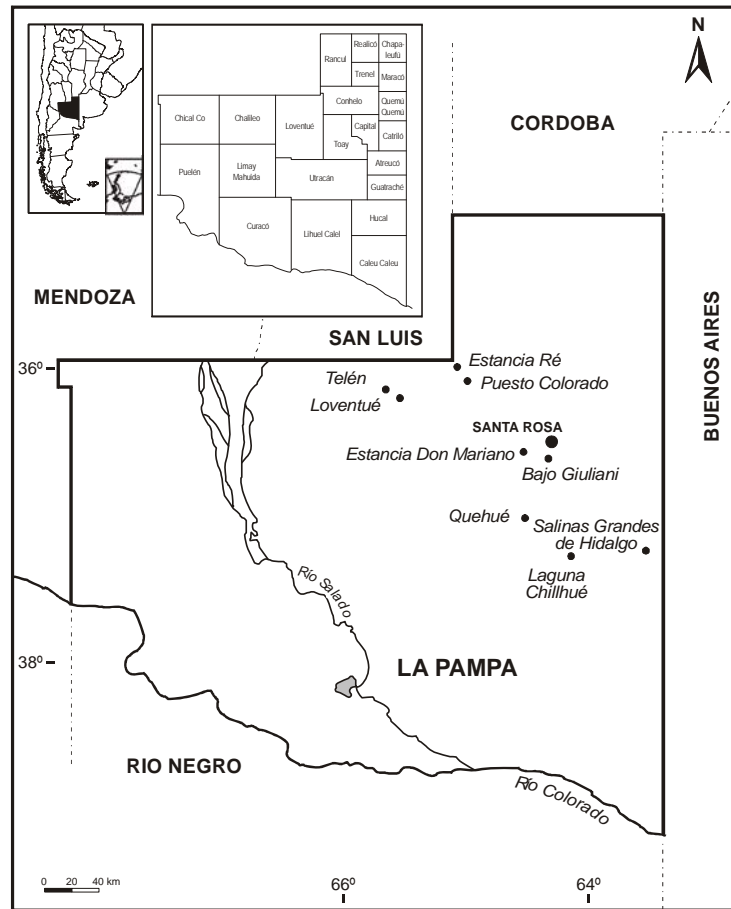 N
Rancul
Realicó
Chapa-
leufú
Trenel
Maracó
Conhelo
Quemú
Quemú
Chical Co
Chalileo
Loventué
Capital
Catriló
Toay
Atreucó
Puelén
Limay
Mahuida
Utracán
Guatraché
Curacó
Lihuel Calel
Hucal
Caleu Caleu
CORDOBA
MENDOZA
SAN LUIS
BUENOS AIRES
36º
Estancia Ré
Telén
Puesto Colorado
Loventué
SANTA ROSA
Estancia Don Mariano
Bajo Giuliani
Quehué
Salinas Grandes
de Hidalgo
Laguna
Chillhué
Río Salado
38º
LA PAMPA
RIO NEGRO
Río Colorado
0 20 40 km
66º
64º